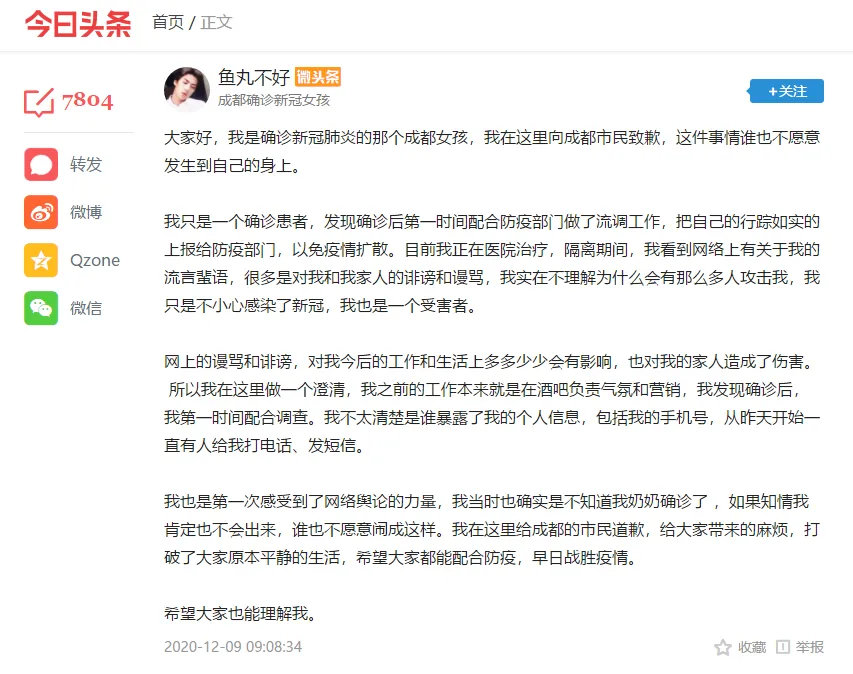 今日头条 首页 / 正文
7804
转发
微博
Qzone
微信
鱼丸不好 微头条
成都确诊新冠女孩
+关注
大家好，我是确诊新冠肺炎的那个成都女孩，我在这里向成都市民致歉，这件事情谁也不愿意
发生到自己的身上。
我只是一个确诊患者，发现确诊后第一时间配合防疫部门做了流调工作，把自己的行踪如实的
上报给防疫部门，以免疫情扩散。目前我正在医院治疗，隔离期间，我看到网络上有关于我的
流言蜚语，很多是对我和我家人的诽谤和谩骂，我实在不理解为什么会有那么多人攻击我，我
只是不小心感染了新冠，我也是一个受害者。
网上的谩骂和诽谤，对我今后的工作和生活上多多少少会有影响，也对我的家人造成了伤害。
所以我在这里做一个澄清，我之前的工作本来就是在酒吧负责气氛和营销，我发现确诊后，
我第一时间配合调查。我不太清楚是谁暴露了我的个人信息，包括我的手机号，从昨天开始一
直有人给我打电话、发短信。
我也是第一次感受到了网络舆论的力量，我当时也确实是不知道我奶奶确诊了 ，如果知情我
肯定也不会出来，谁也不愿意闹成这样。我在这里给成都的市民道歉，给大家带来的麻烦，打
破了大家原本平静的生活，希望大家都能配合防疫，早日战胜疫情。
希望大家也能理解我。
2020-12-09 09:08:34
收藏 举报